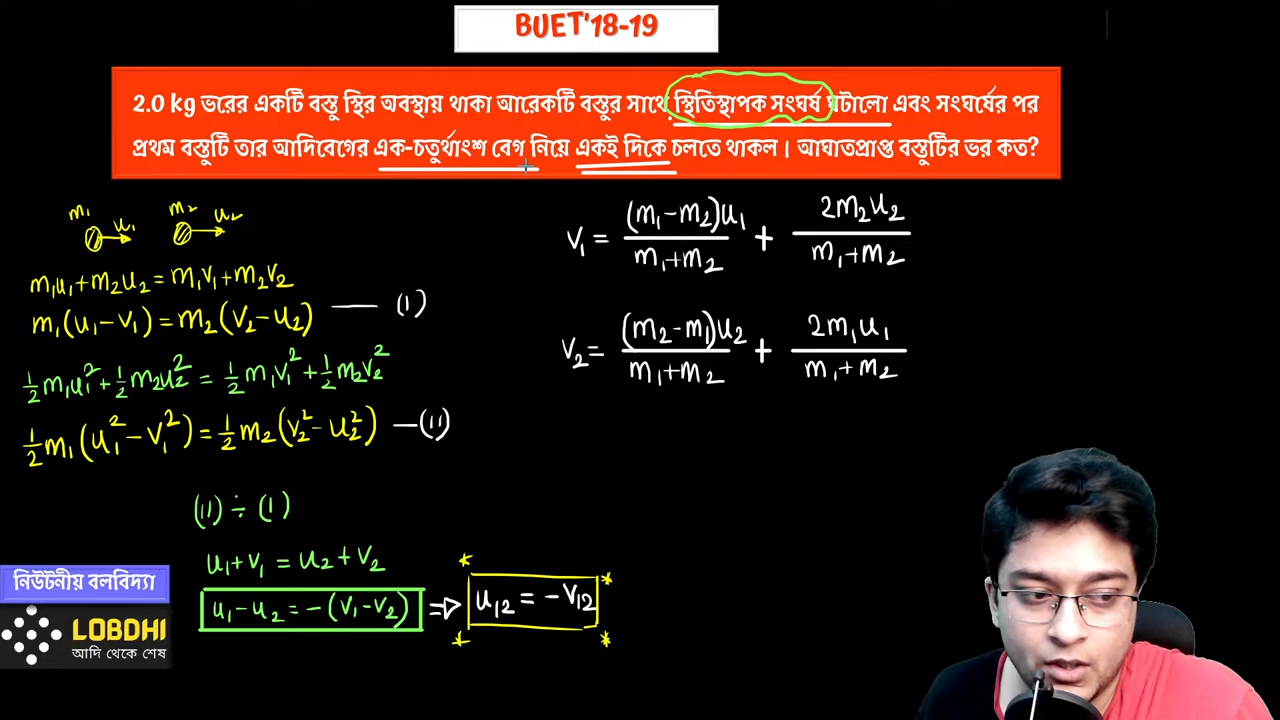 BUET'18-19
2.0 kg ভরের একটি বস্তু স্থির অবস্থায় থাকা আরেকটি বস্তুর সাথে স্থিতিস্থাপক সংঘর্ষ ঘটালো এবং সংঘর্ষের পর
প্রথম বস্তুটি তার আদিবেগের এক-চতুর্থাংশ বেগ নিয়ে একই দিকে চলতে থাকল। আঘাতপ্রাপ্ত বস্তুটির ভর কত?
m₁ u₁ m₂ u₂
m₁u₁+m₂u₂ = m₁v₁+m₂v₂
m₁(u₁-v₁) = m₂(v₂-u₂) — (I)
½m₁u₁²+½m₂u₂² = ½m₁v₁²+½m₂v₂²
½m₁(u₁²-v₁²) = ½m₂(v₂²-u₂²) —(II)
(II) ÷ (I)
u₁+v₁ = u₂+v₂
u₁-u₂ = -(v₁-v₂) ⇒ u₁₂ = -v₁₂
v₁ = (m₁-m₂)u₁/m₁+m₂ + 2m₂u₂/m₁+m₂
v₂ = (m₂-m₁)u₂/m₁+m₂ + 2m₁u₁/m₁+m₂
নিউটনীয় বলবিদ্যা
LOBDHI
আদি থেকে শেষ